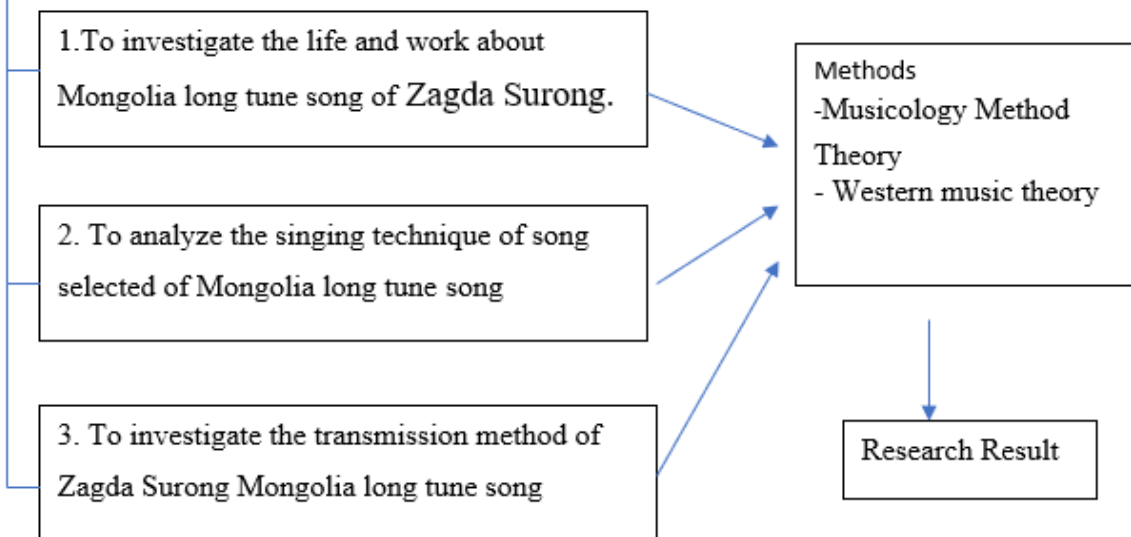 1.To investigate the life and work about
Mongolia long tune song of Zagda Surong.
2. To analyze the singing technique of song
selected of Mongolia long tune song
3. To investigate the transmission method of
Zagda Surong Mongolia long tune song
Methods
-Musicology Method
Theory
- Western music theory
Research Result